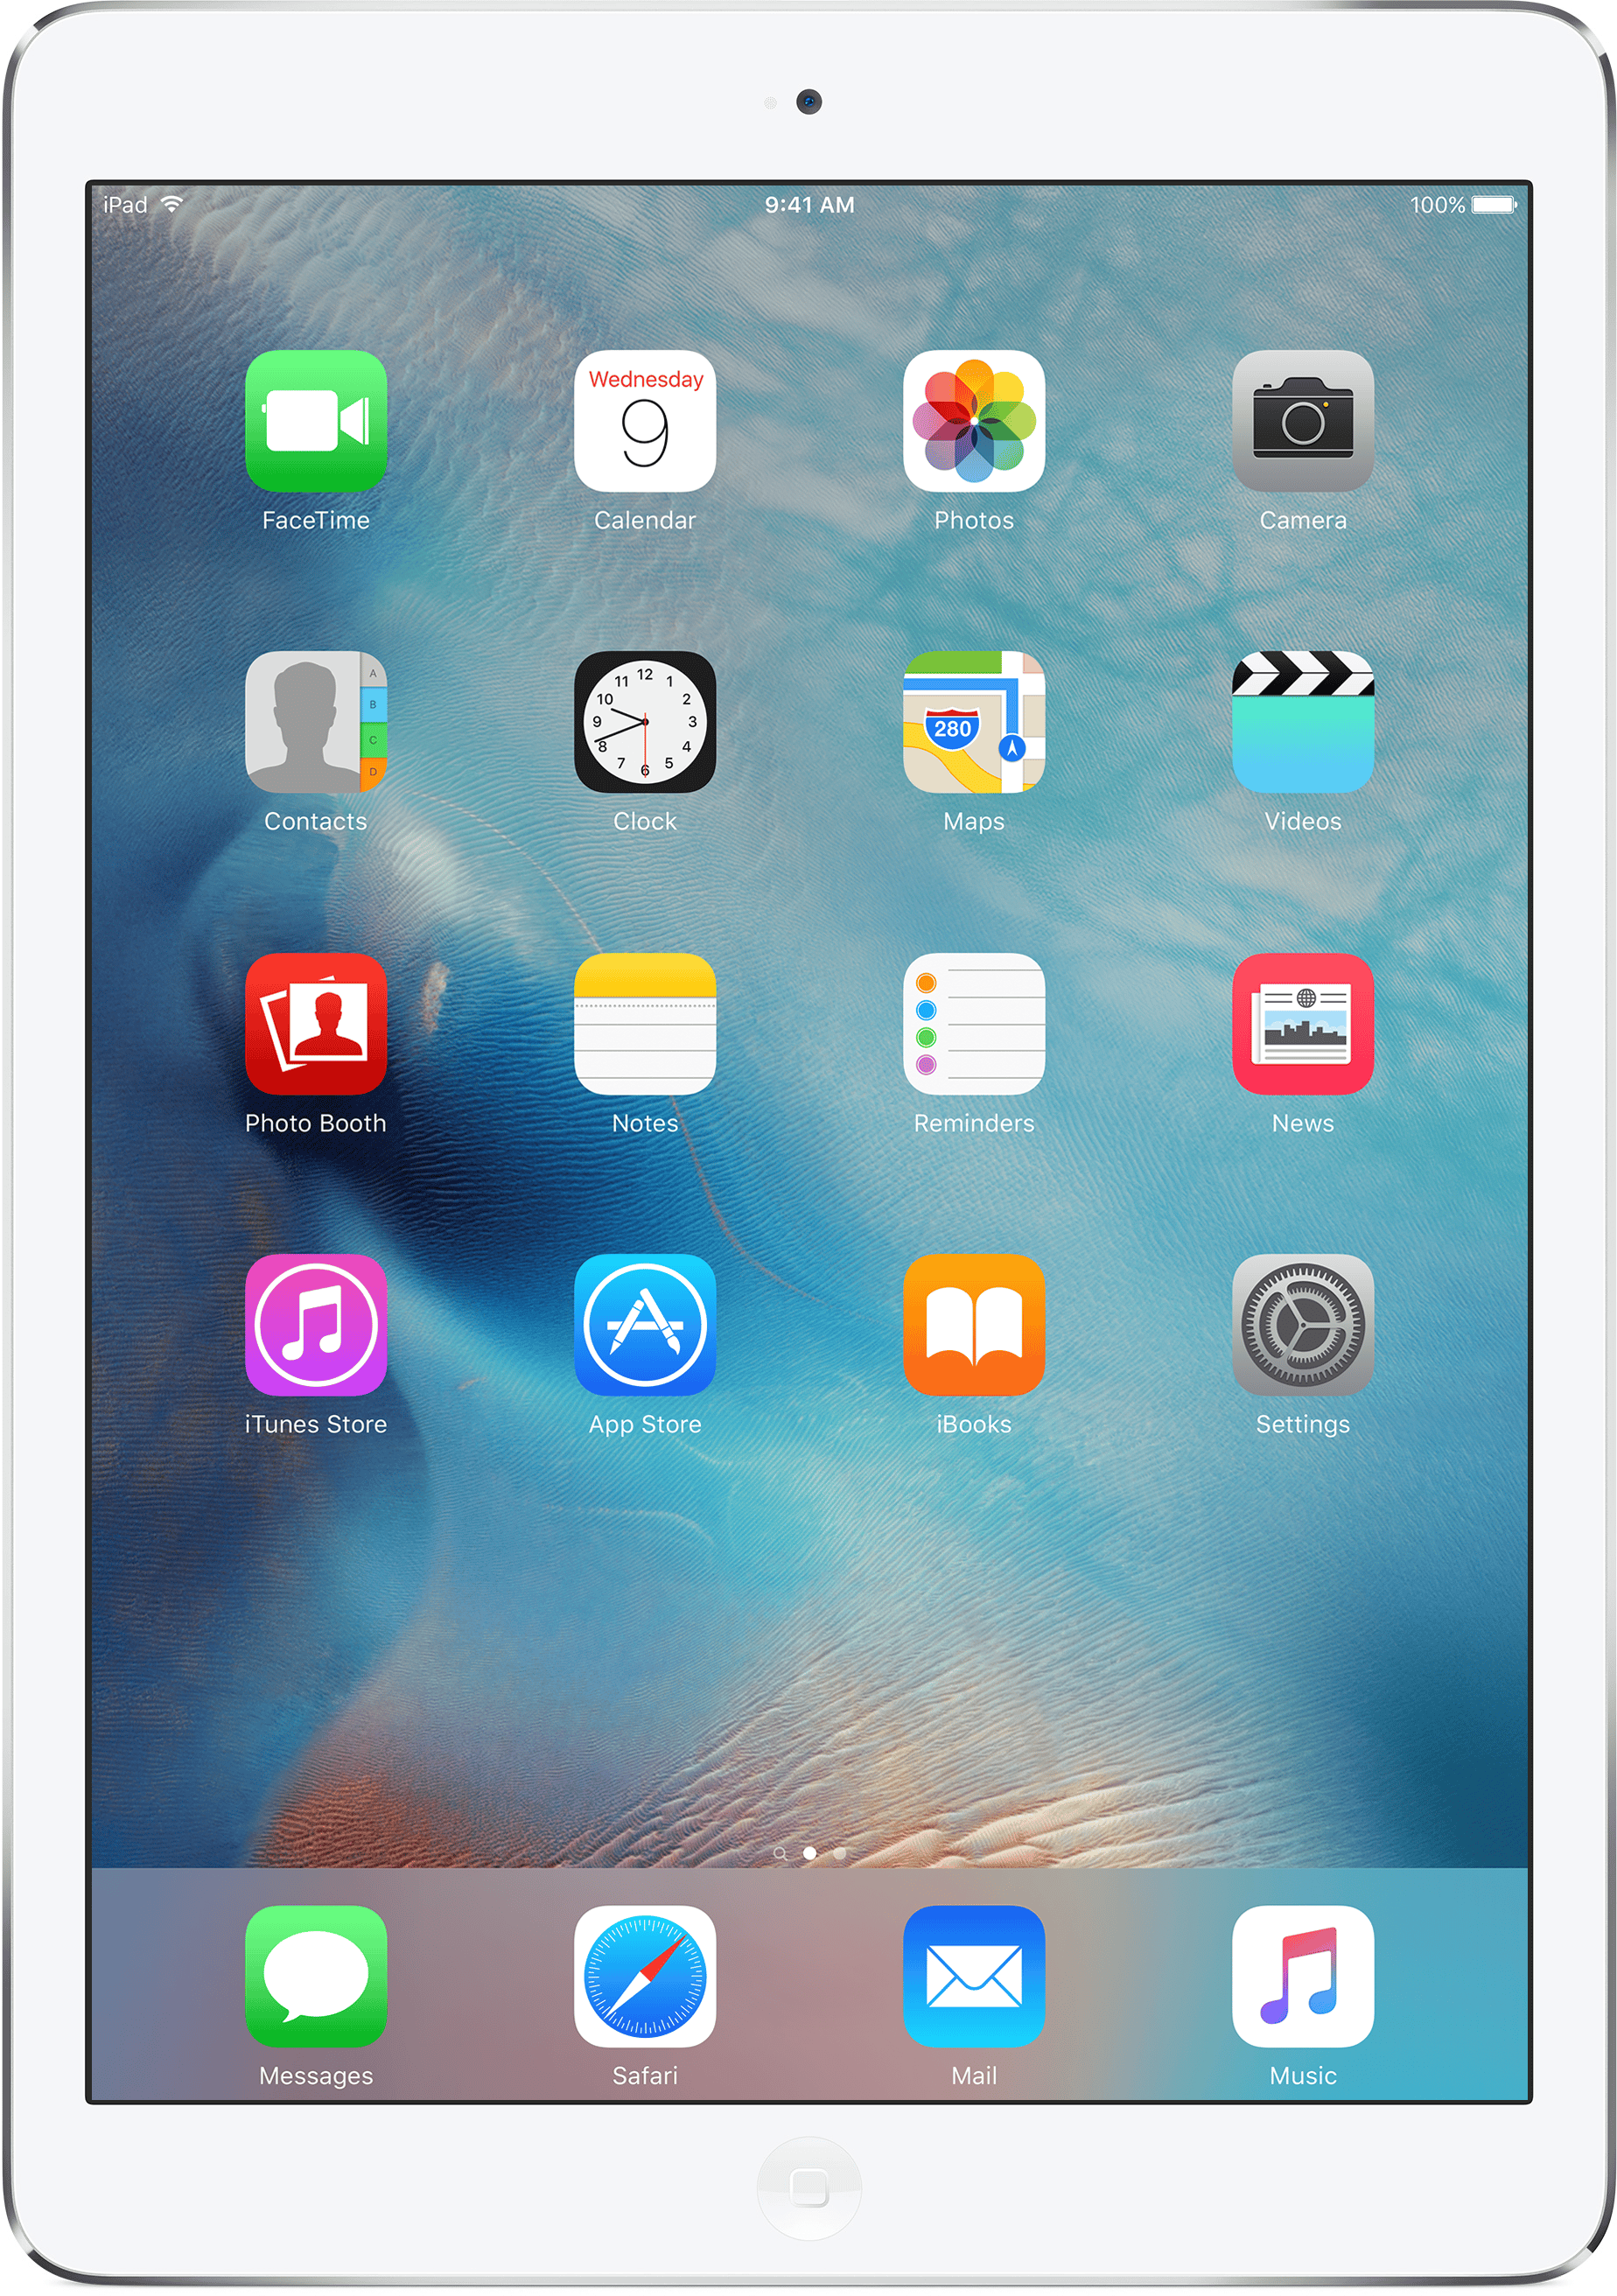 iPad 9:41 AM 100%
Wednesday
9
FaceTime Calendar Photos Camera
A
B
C
D
12
11 1
10 2
9 3
8 4
7 5
6
280
Contacts Clock Maps Videos
Photo Booth Notes Reminders News
iTunes Store App Store iBooks Settings
Messages Safari Mail Music